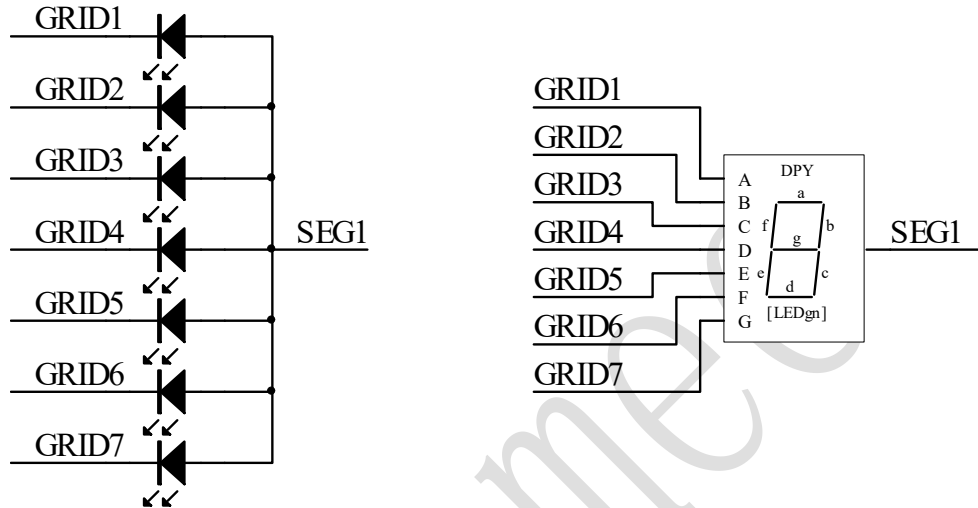 GRID1
GRID2
GRID3
GRID4
SEG1
GRID5
GRID6
GRID7
GRID1
GRID2
GRID3
GRID4
GRID5
GRID6
GRID7
DPY
A
B
C
D
E
F
G
a
f b
g
e c
d
[LEDgn]
SEG1